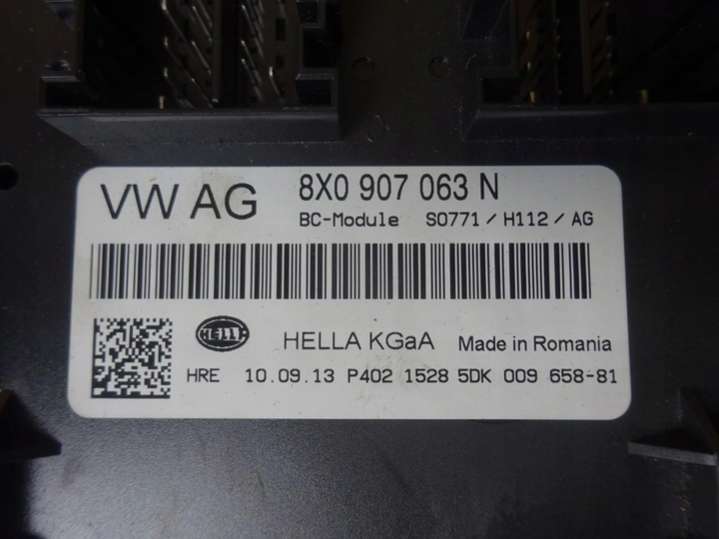 VW AG 8X0 907 063 N
BC-Module S0771/H112/AG
HELLA HELLA KGaA Made in Romania
HRE 10.09.13 P402 1528 5DK 009 658-81